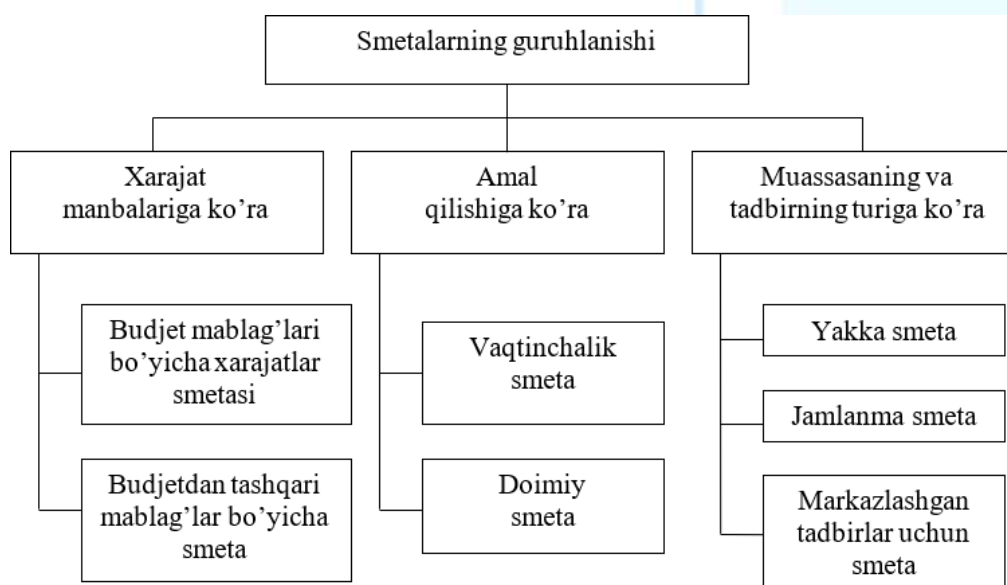 Smetalarning guruhlanishi
Xarajat
manbalariga ko’ra
Amal
qilishiga ko’ra
Muassasaning va
tadbirning turiga ko’ra
Budjet mablag’lari
bo’yicha xarajatlar
smetasi
Budjetdan tashqari
mablag’lar bo’yicha
smeta
Vaqtinchalik
smeta
Doimiy
smeta
Yakka smeta
Jamlanma smeta
Markazlashgan
tadbirlar uchun
smeta